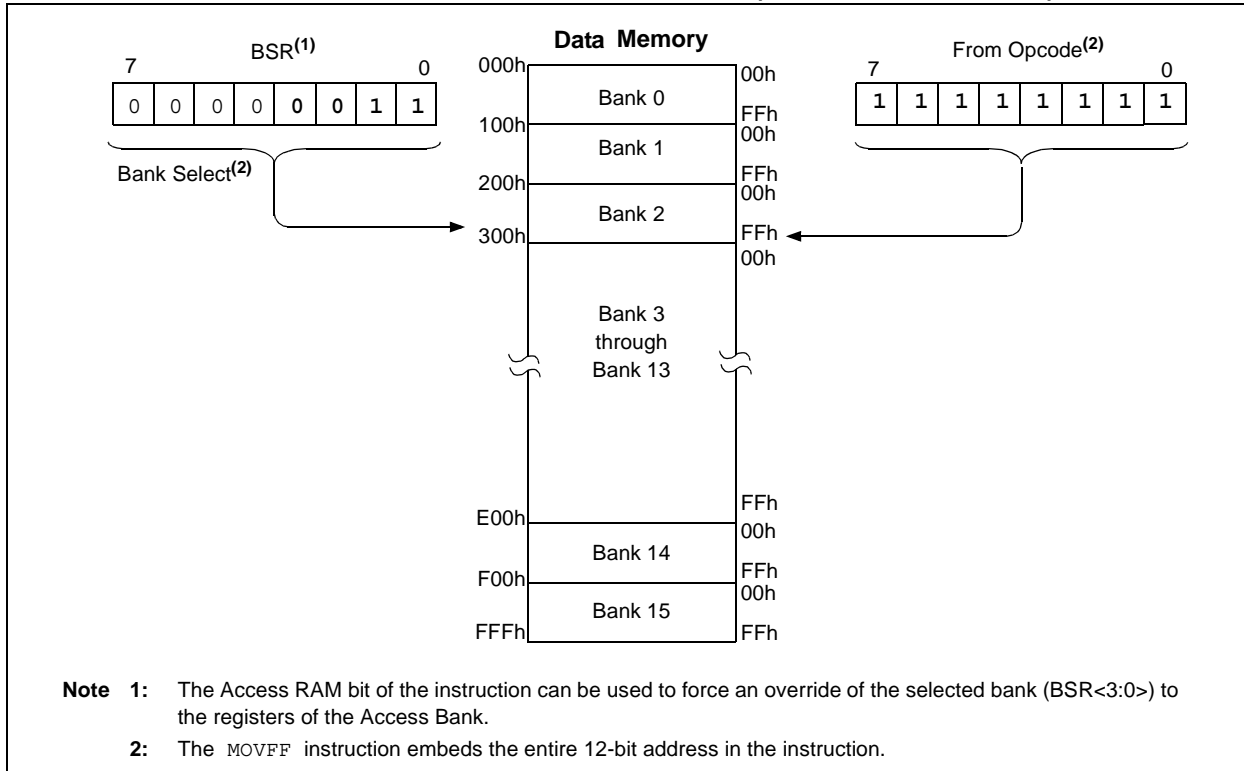 BSR(1)
7 0
0 0 0 0 0 0 1 1
Bank Select(2)
Data Memory
000h
00h
Bank 0
FFh
100h
00h
Bank 1
FFh
200h
00h
Bank 2
FFh
300h
00h
Bank 3
through
Bank 13
FFh
E00h
00h
Bank 14
FFh
F00h
00h
Bank 15
FFFh
FFh
From Opcode(2)
7 0
1 1 1 1 1 1 1 1
Note 1: The Access RAM bit of the instruction can be used to force an override of the selected bank (BSR<3:0>) to
the registers of the Access Bank.
2: The MOVFF instruction embeds the entire 12-bit address in the instruction.